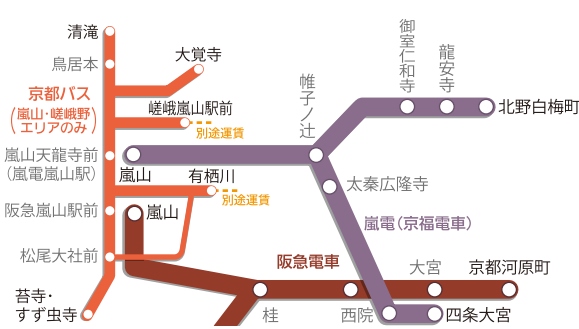 清滝
鳥居本
京都バス
(嵐山・嵯峨野
エリアのみ)
大覚寺
嵯峨嵐山駅前
別途運賃
嵐山天龍寺前
(嵐電嵐山駅)
嵐山
有栖川
別途運賃
阪急嵐山駅前
嵐山
松尾大社前
苔寺・
すず虫寺
帷子ノ辻
御室仁和寺
龍安寺
北野白梅町
太秦広隆寺
嵐電(京福電車)
阪急電車
桂
西院
大宮
京都河原町
四条大宮